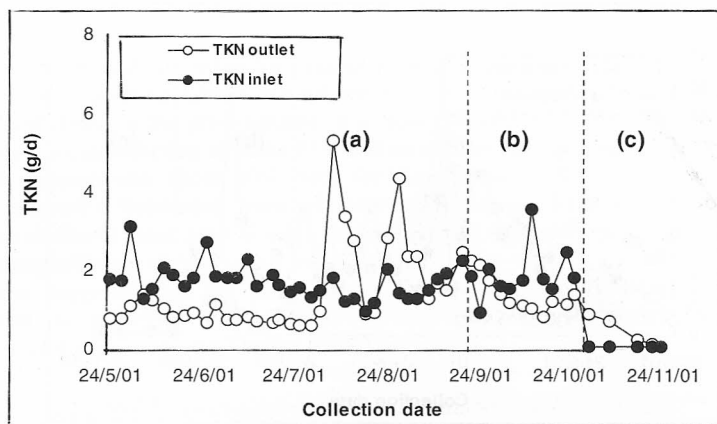 8
TKN outlet
TKN inlet
6
(a) (b) (c)
TKN (g/d)
4
2
0
24/5/01 24/6/01 24/7/01 24/8/01 24/9/01 24/10/01 24/11/01
Collection date